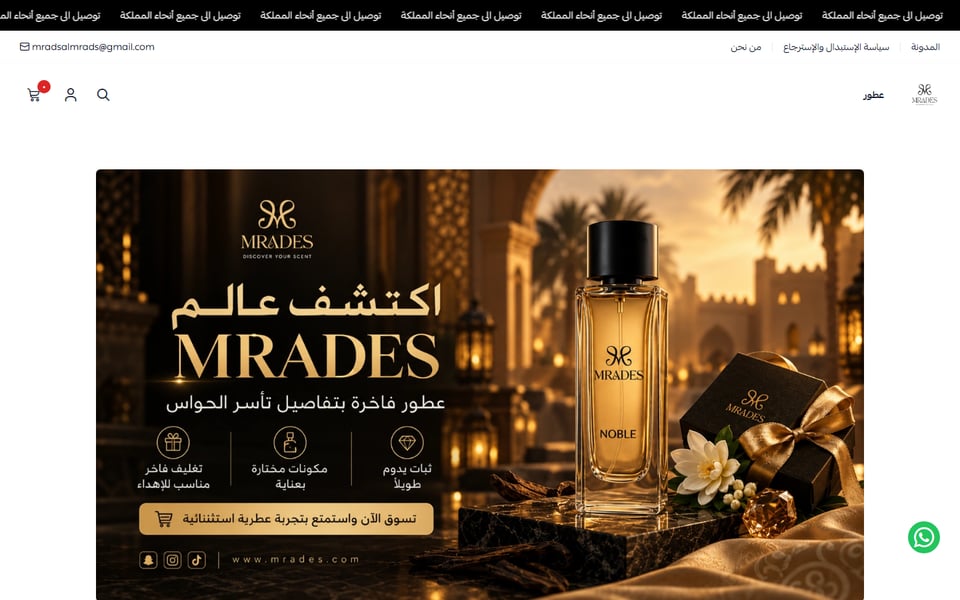 توصيل الى جميع أنحاء المملكة توصيل الى جميع أنحاء المملكة توصيل الى جميع أنحاء المملكة توصيل الى جميع أنحاء المملكة توصيل الى جميع أنحاء المملكة توصيل الى جميع أنحاء المملكة توصيل الى جميع أنحاء
المدونة
سياسة الإستبدال والإسترجاع
من نحن
mradsalmrads@gmail.com
MRADES
عطور
MRADES
DISCOVER YOUR SCENT
اكتشف عالم
MRADES
عطور فاخرة بتفاصيل تأسر الحواس
ثبات يدوم
طويلاً
مكونات مختارة
بعناية
تغليف فاخر
مناسب للإهداء
تسوق الآن واستمتع بتجربة عطرية استثنائية
www.mrades.com
MRADES
NOBLE
MRADES